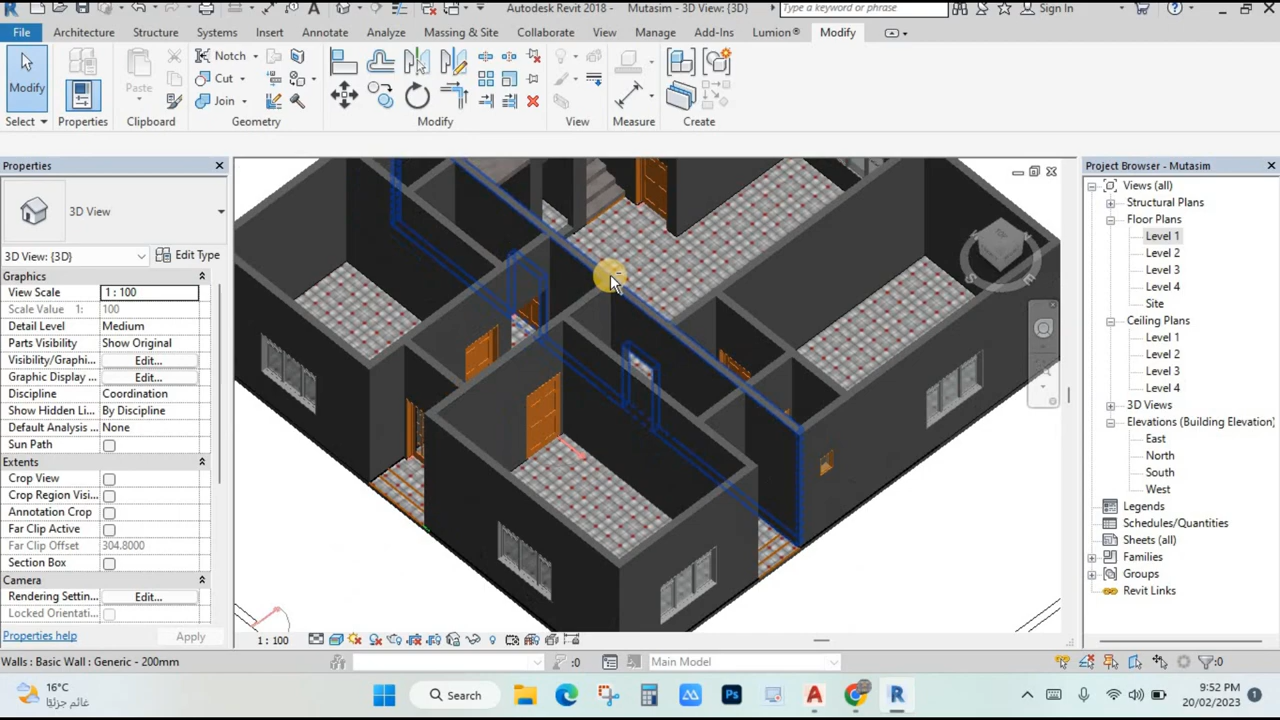 Autodesk Revit 2018 - Mutasim - 3D View: {3D}
Type a keyword or phrase
Sign In
File
Architecture
Structure
Systems
Insert
Annotate
Analyze
Massing & Site
Collaborate
View
Manage
Add-Ins
Lumion®
Modify
Modify
Properties
Paste
Notch
Cut
Join
Select
Properties
Clipboard
Geometry
Modify
View
Measure
Create
Properties
3D View
3D View: {3D}
Edit Type
Graphics
View Scale
1 : 100
Scale Value 1:
100
Detail Level
Medium
Parts Visibility
Show Original
Visibility/Graphi...
Edit...
Graphic Display ...
Edit...
Discipline
Coordination
Show Hidden Li...
By Discipline
Default Analysis ...
None
Sun Path
Extents
Crop View
Crop Region Visi...
Annotation Crop
Far Clip Active
Far Clip Offset
304.8000
Section Box
Camera
Rendering Settin...
Edit...
Locked Orientati...
Properties help
Apply
1 : 100
Project Browser - Mutasim
Views (all)
Structural Plans
Floor Plans
Level 1
Level 2
Level 3
Level 4
Site
Ceiling Plans
Level 1
Level 2
Level 3
Level 4
3D Views
Elevations (Building Elevation)
East
North
South
West
Legends
Schedules/Quantities
Sheets (all)
Families
Groups
Revit Links
Walls : Basic Wall : Generic - 200mm
:0
Main Model
:0
16°C
غائم جزئيًا
Search
Ps
A
R
9:52 PM
20/02/2023